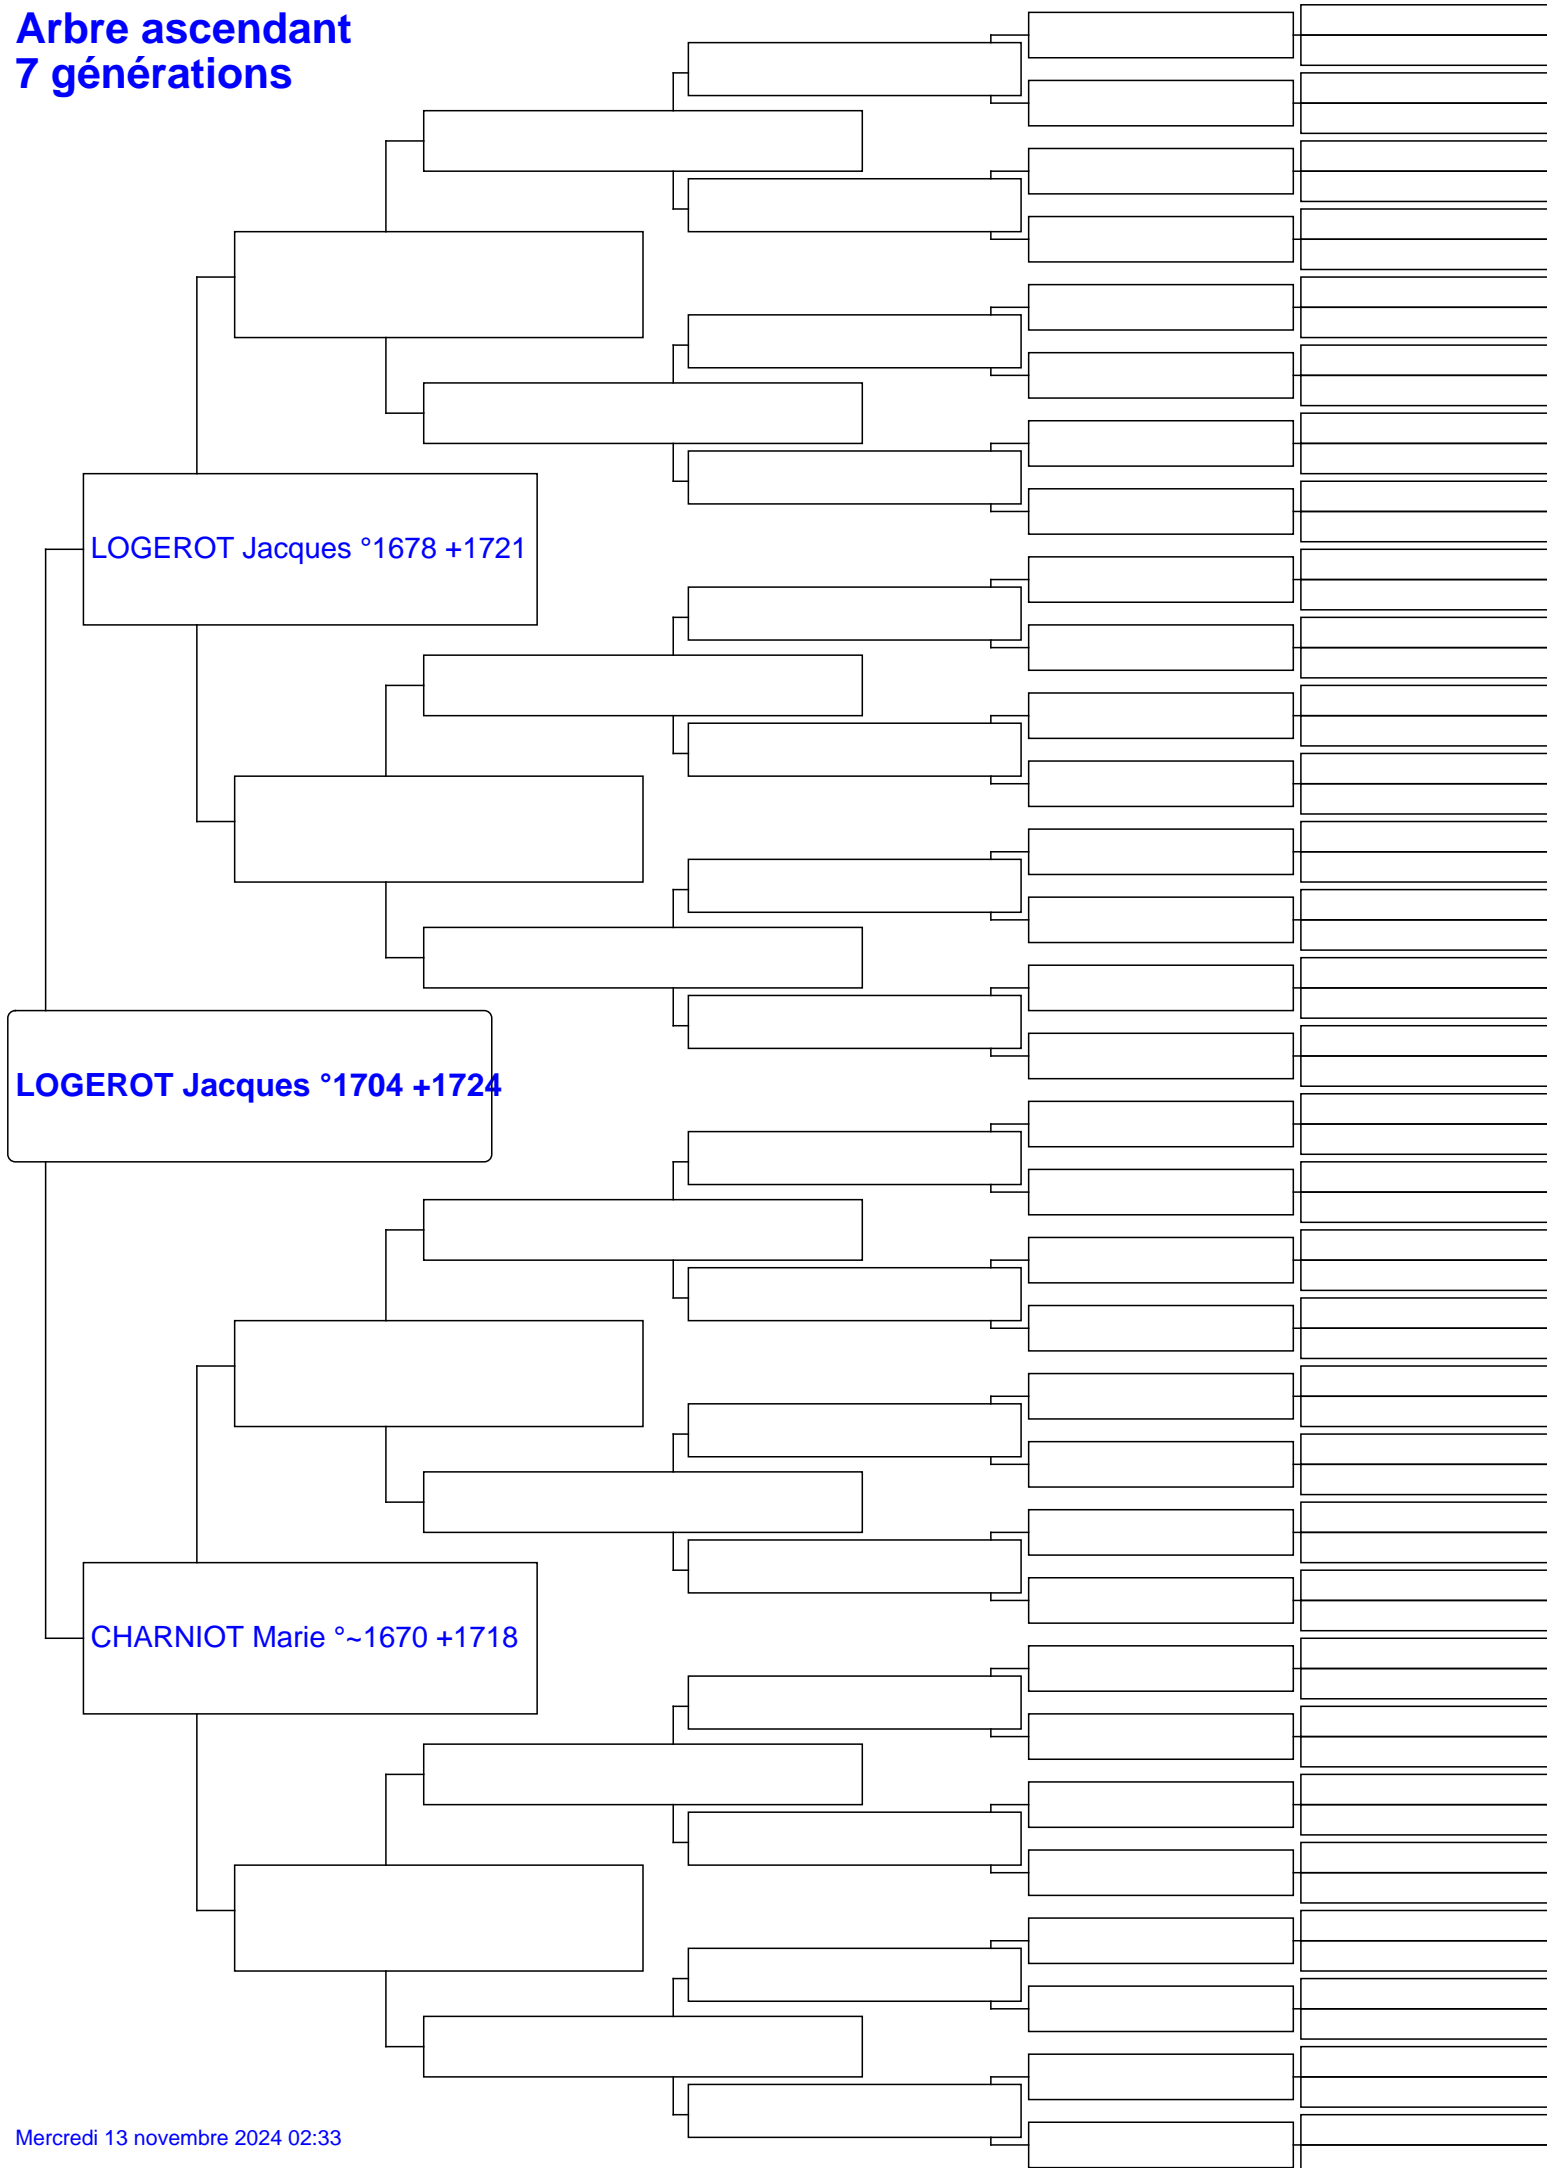 Arbre ascendant
7 générations
LOGEROT Jacques °1678 +1721
LOGEROT Jacques °1704 +1724
CHARNIOT Marie °~1670 +1718
Mercredi 13 novembre 2024 02:33